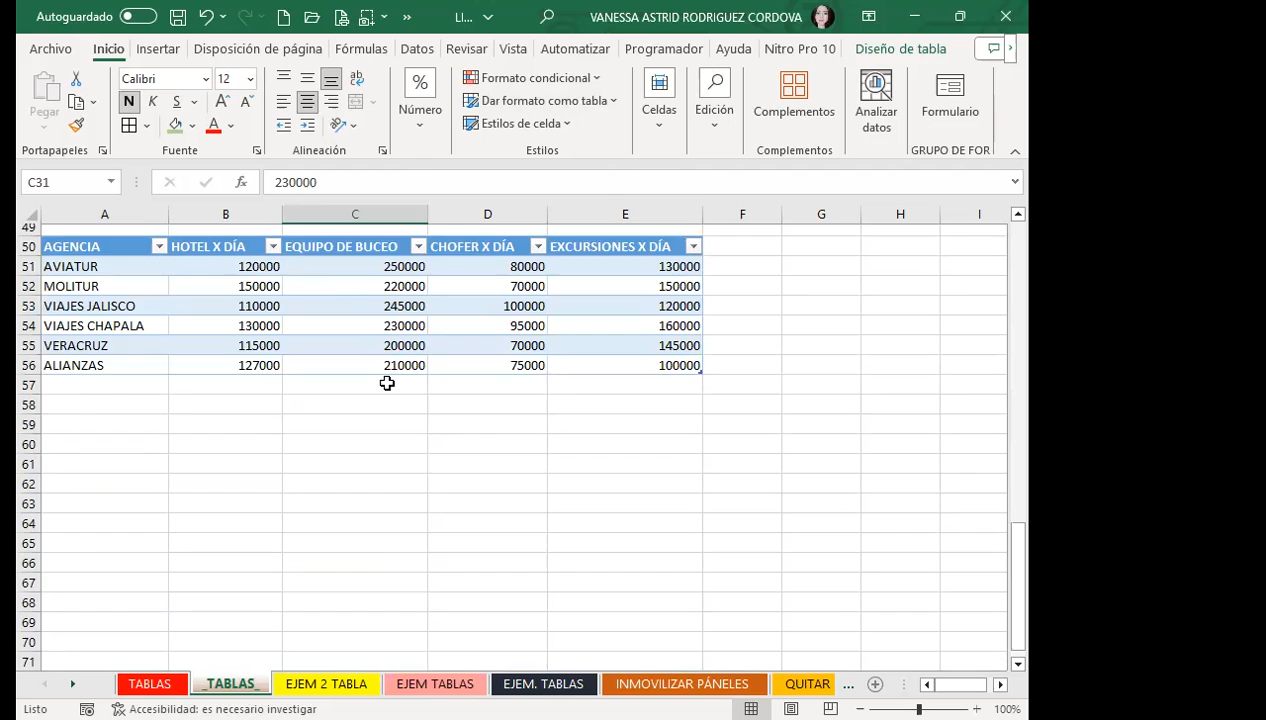 Autoguardado LI... VANESSA ASTRID RODRIGUEZ CORDOVA
Archivo Inicio Insertar Disposición de página Fórmulas Datos Revisar Vista Automatizar Programador Ayuda Nitro Pro 10 Diseño de tabla
Pegar
Calibri 12
N K S
% Número
Formato condicional
Dar formato como tabla
Estilos de celda
Celdas
Edición
Complementos
Analizar datos
Formulario
Portapapeles Fuente Alineación Estilos Complementos GRUPO DE FOR
C31 fx 230000
A B C D E F G H I
49
50 AGENCIA HOTEL X DÍA EQUIPO DE BUCEO CHOFER X DÍA EXCURSIONES X DÍA
51 AVIATUR 120000 250000 80000 130000
52 MOLITUR 150000 220000 70000 150000
53 VIAJES JALISCO 110000 245000 100000 120000
54 VIAJES CHAPALA 130000 230000 95000 160000
55 VERACRUZ 115000 200000 70000 145000
56 ALIANZAS 127000 210000 75000 100000
57
58
59
60
61
62
63
64
65
66
67
68
69
70
71
TABLAS _TABLAS_ EJEM 2 TABLA EJEM TABLAS EJEM. TABLAS INMOVILIZAR PÁNELES QUITAR ...
Listo Accesibilidad: es necesario investigar 100%